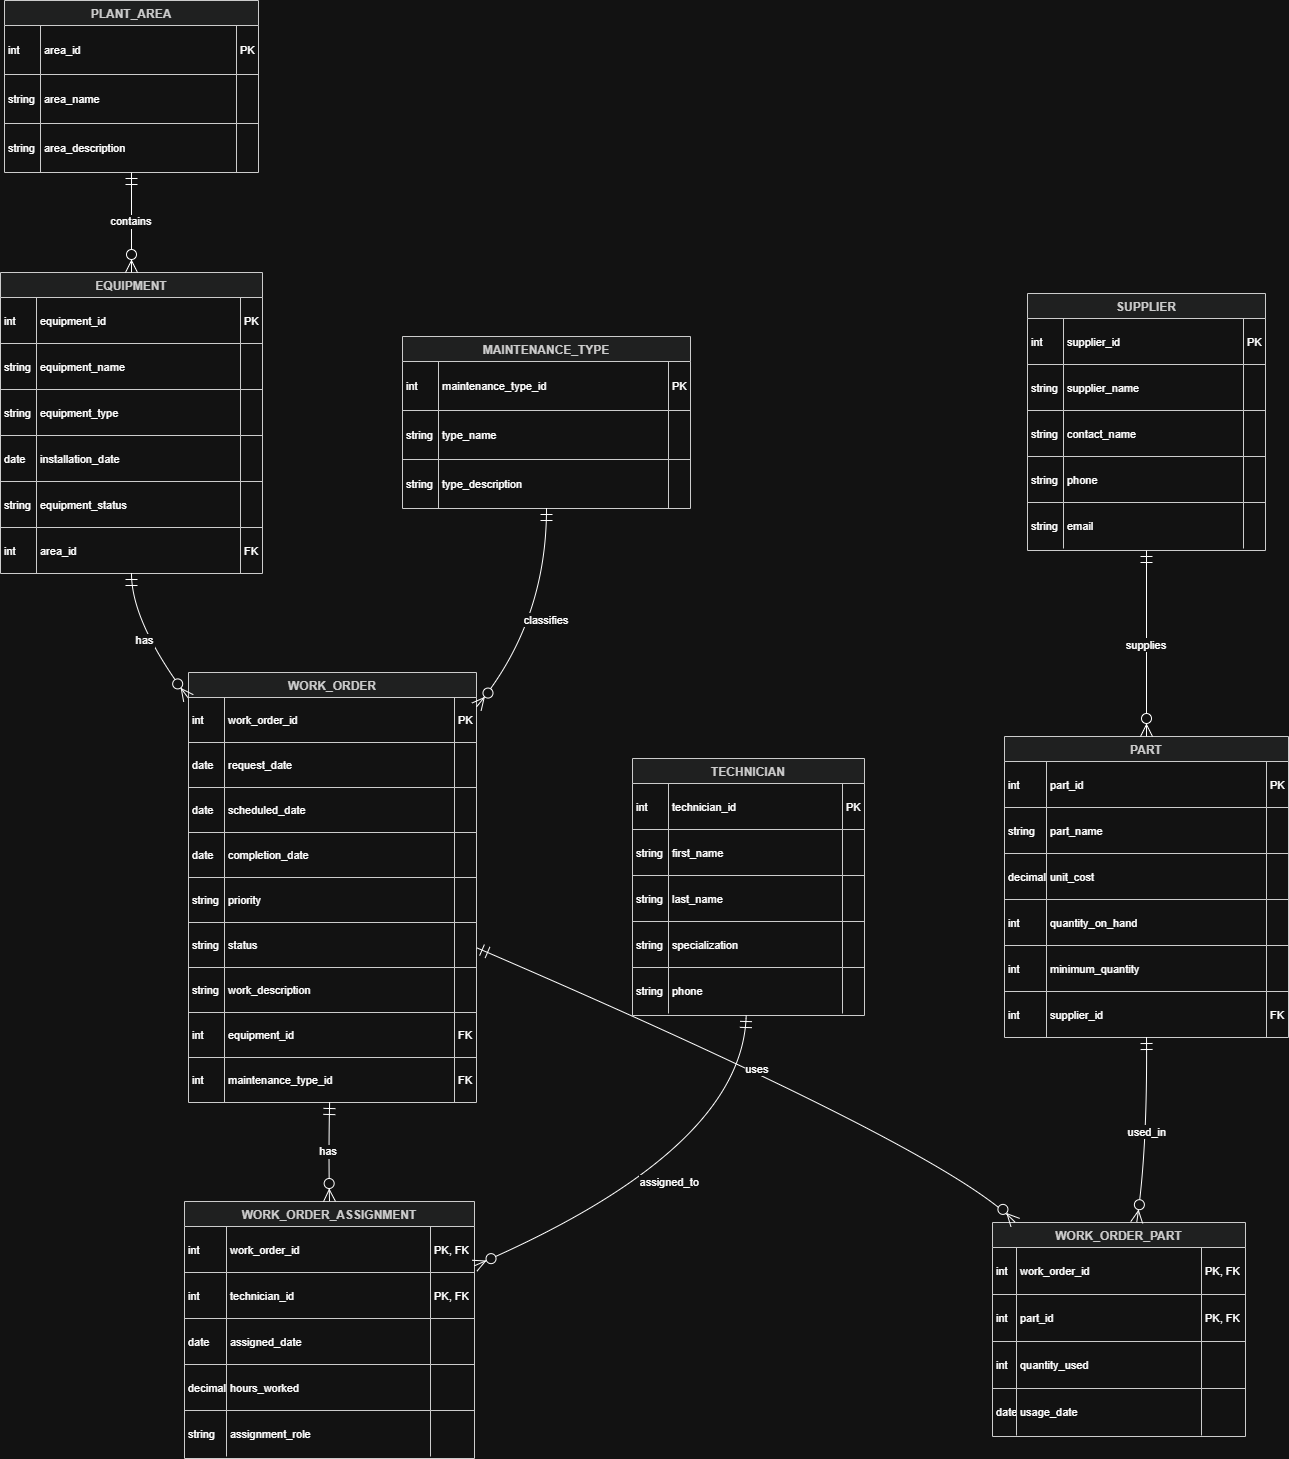 PLANT_AREA
int area_id PK
string area_name
string area_description
contains
EQUIPMENT
int equipment_id PK
string equipment_name
string equipment_type
date installation_date
string equipment_status
int area_id FK
has
MAINTENANCE_TYPE
int maintenance_type_id PK
string type_name
string type_description
classifies
SUPPLIER
int supplier_id PK
string supplier_name
string contact_name
string phone
string email
supplies
WORK_ORDER
int work_order_id PK
date request_date
date scheduled_date
date completion_date
string priority
string status
string work_description
int equipment_id FK
int maintenance_type_id FK
has
TECHNICIAN
int technician_id PK
string first_name
string last_name
string specialization
string phone
uses
assigned_to
PART
int part_id PK
string part_name
decimal unit_cost
int quantity_on_hand
int minimum_quantity
int supplier_id FK
used_in
WORK_ORDER_ASSIGNMENT
int work_order_id PK, FK
int technician_id PK, FK
date assigned_date
decimal hours_worked
string assignment_role
WORK_ORDER_PART
int work_order_id PK, FK
int part_id PK, FK
int quantity_used
date usage_date